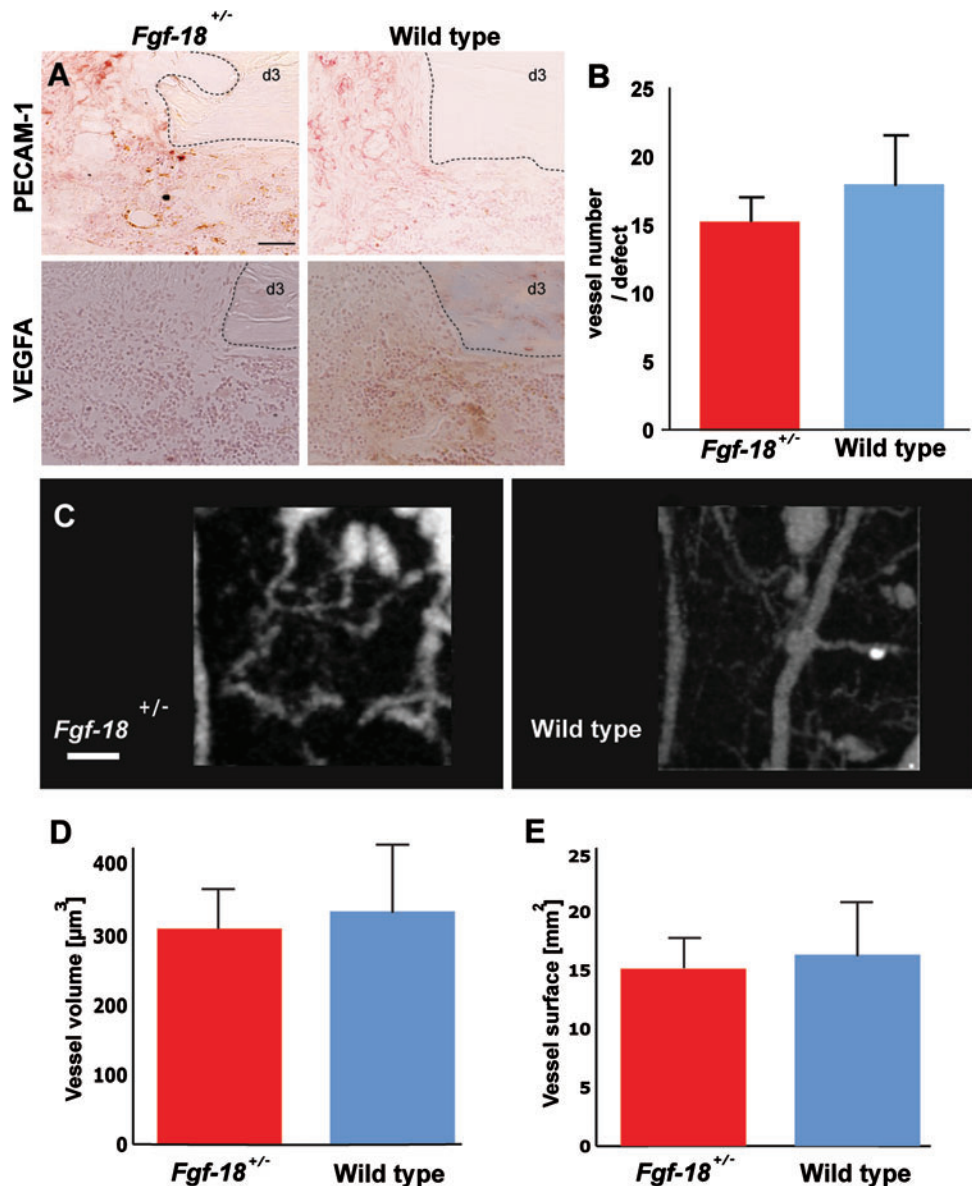 Fgf-18 +/-
Wild type
A
d3
d3
PECAM-1
d3
d3
VEGFA
B
vessel number
/ defect
25
20
15
10
5
0
Fgf-18 +/-
Wild type
C
Fgf-18 +/-
Wild type
D
Vessel volume [µm³]
400
300
200
100
0
Fgf-18 +/-
Wild type
E
Vessel surface [mm²]
25
20
15
10
5
0
Fgf-18 +/-
Wild type